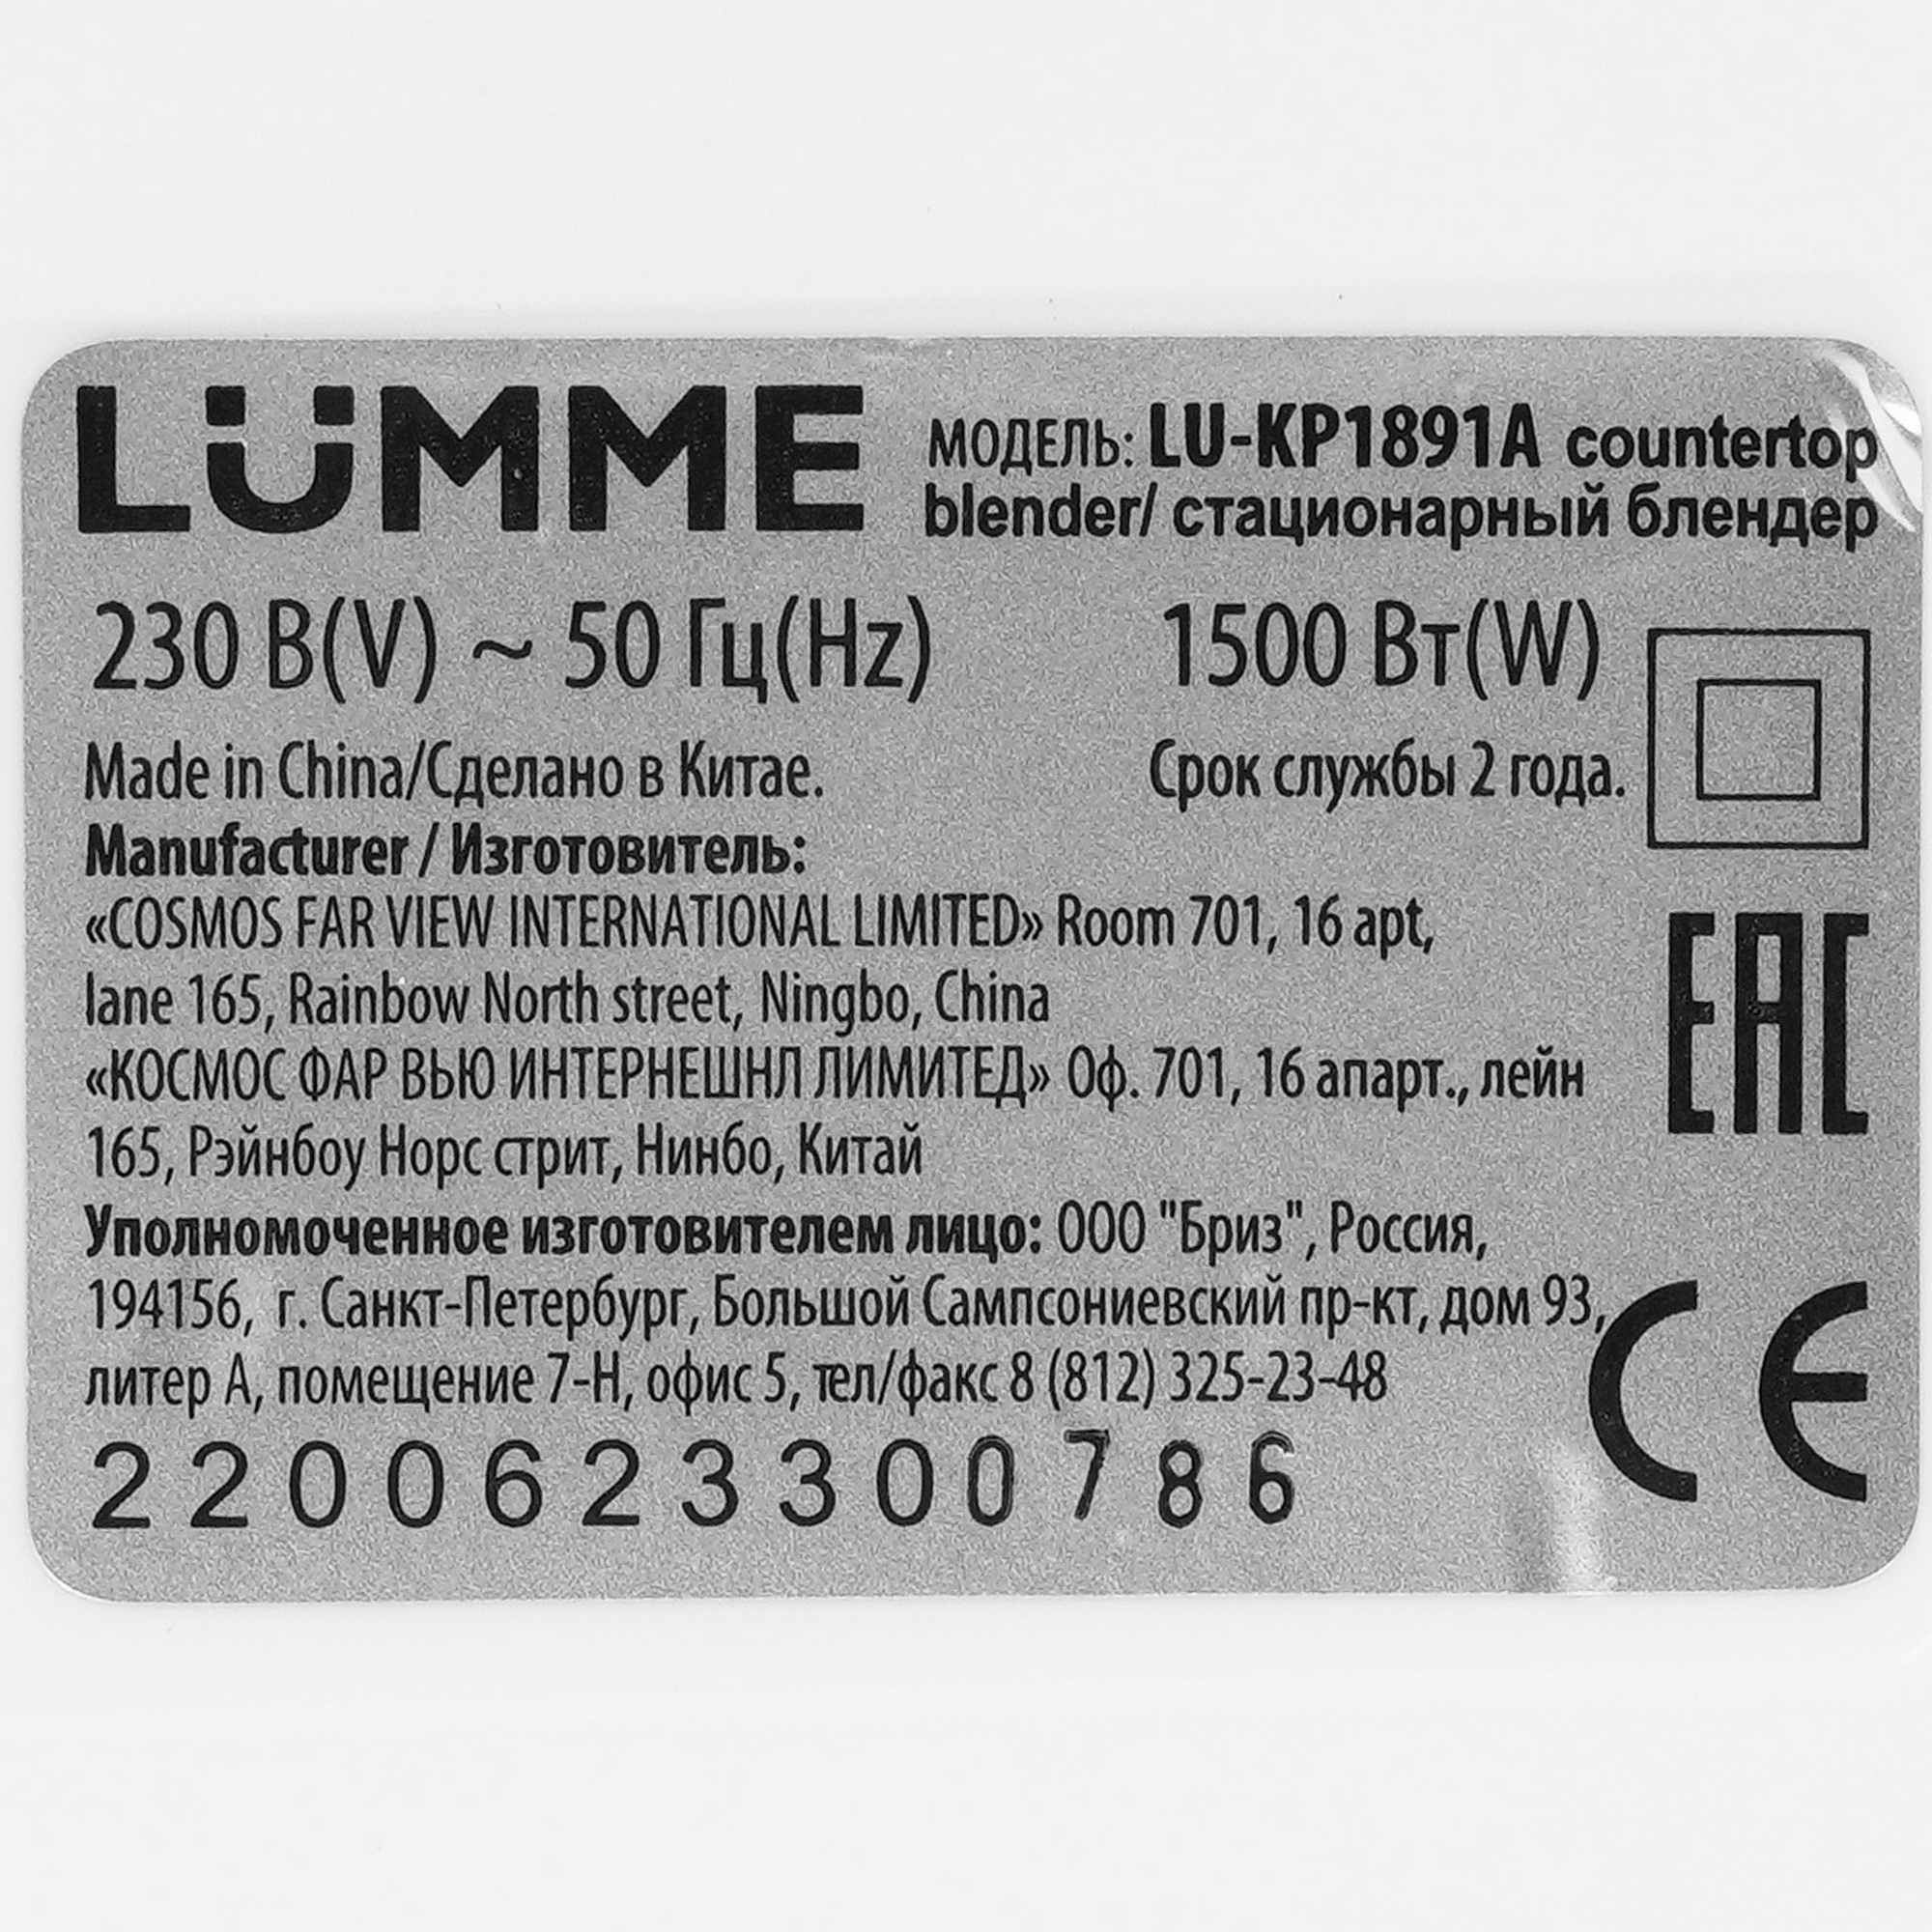 LÜMME
МОДЕЛЬ: LU-KP1891A countertop
blender/ стационарный блендер
230 В(V) ~ 50 Гц(Hz) 1500 Вт(W)
Made in China/Сделано в Китае. Срок службы 2 года.
Manufacturer / Изготовитель:
«COSMOS FAR VIEW INTERNATIONAL LIMITED» Room 701, 16 apt,
lane 165, Rainbow North street, Ningbo, China
«КОСМОС ФАР ВЬЮ ИНТЕРНЕШНЛ ЛИМИТЕД» Оф. 701, 16 апарт., лейн
165, Рэйнбоу Норс стрит, Нинбо, Китай
EAC
Уполномоченное изготовителем лицо: ООО "Бриз", Россия,
194156, г. Санкт-Петербург, Большой Сампсониевский пр-кт, дом 93,
литер А, помещение 7-Н, офис 5, тел/факс 8 (812) 325-23-48
CE
2200623300786